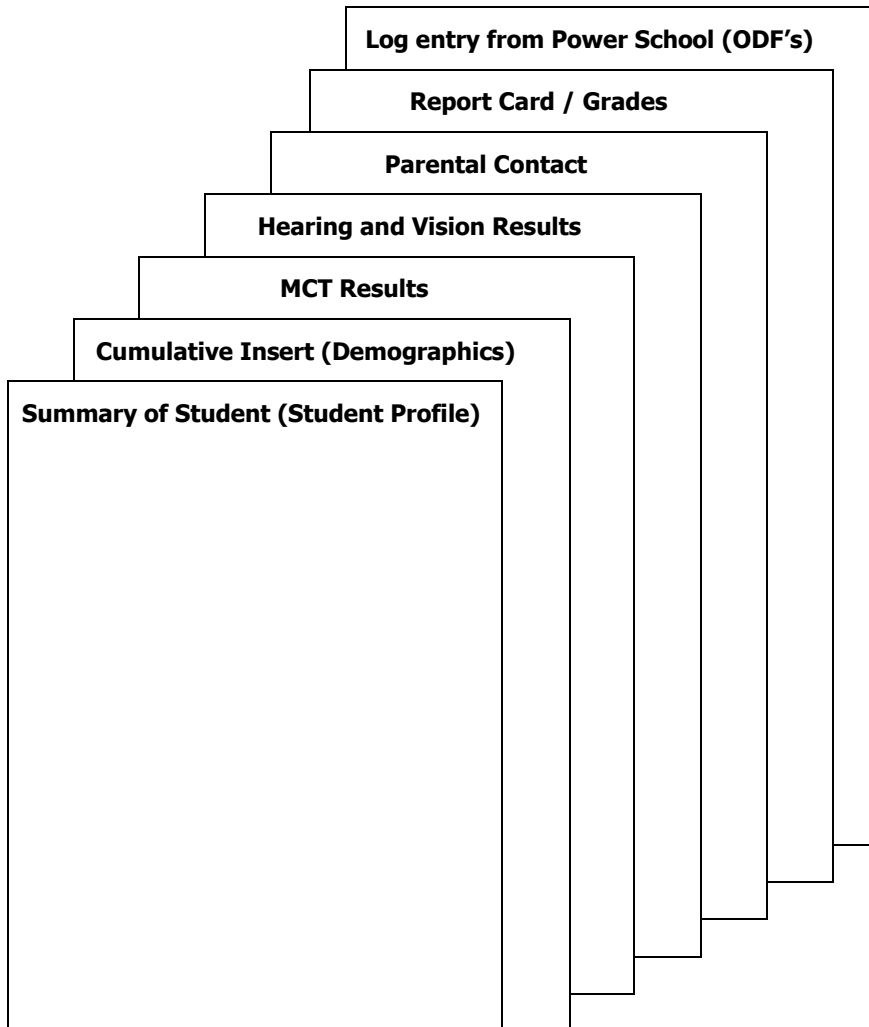 Log entry from Power School (ODF’s)
Report Card / Grades
Parental Contact
Hearing and Vision Results
MCT Results
Cumulative Insert (Demographics)
Summary of Student (Student Profile)